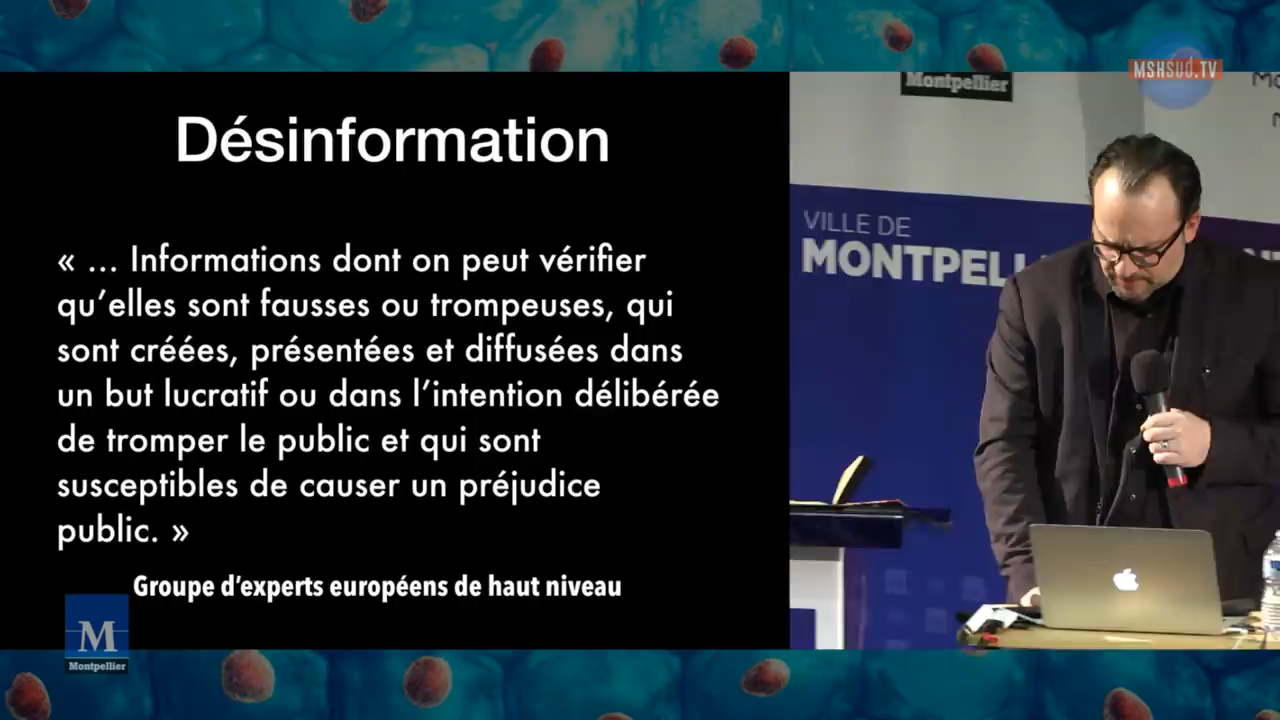 MSHSUD.TV
Montpellier
Désinformation
« ... Informations dont on peut vérifier
qu’elles sont fausses ou trompeuses, qui
sont créées, présentées et diffusées dans
un but lucratif ou dans l’intention délibérée
de tromper le public et qui sont
susceptibles de causer un préjudice
public. »
Groupe d’experts européens de haut niveau
M
Montpellier
VILLE DE
MONTPELL